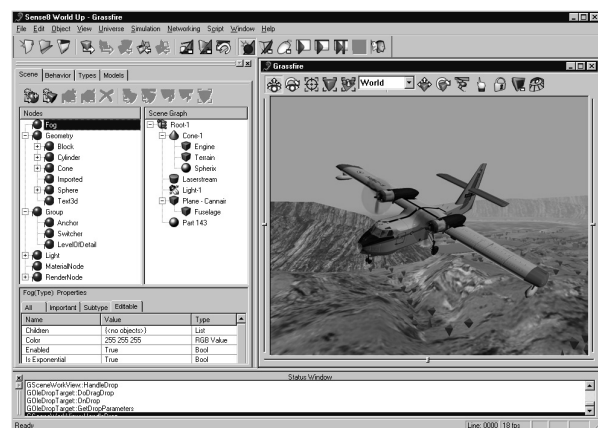 Sense8 World Up - Grassfire
File Edit Object View Universe Simulation Networking Script Window Help
Scene Behavior Types Models
Nodes
Fog
Geometry
Block
Cylinder
Cone
Imported
Sphere
Text3d
Group
Anchor
Switcher
LevelOfDetail
Light
MaterialNode
RenderNode
Scene Graph
Root-1
Cone-1
Engine
Terrain
Spherix
Laserstream
Light-1
Plane - Cannair
Fuselage
Part 143
Fog(Type) Properties
All Important Subtype Editable
Name Value Type
Children {<no objects>} List
Color 255 255 255 RGB Value
Enabled True Bool
Is Exponential True Bool
Grassfire
World
Status Window
GSceneWorkView::HandleDrop
GOleDropTarget::DoDragDrop
GOleDropTarget::OnDrop
GOleDropTarget::GetDropParameters
Ready Line: 0000 18 fps